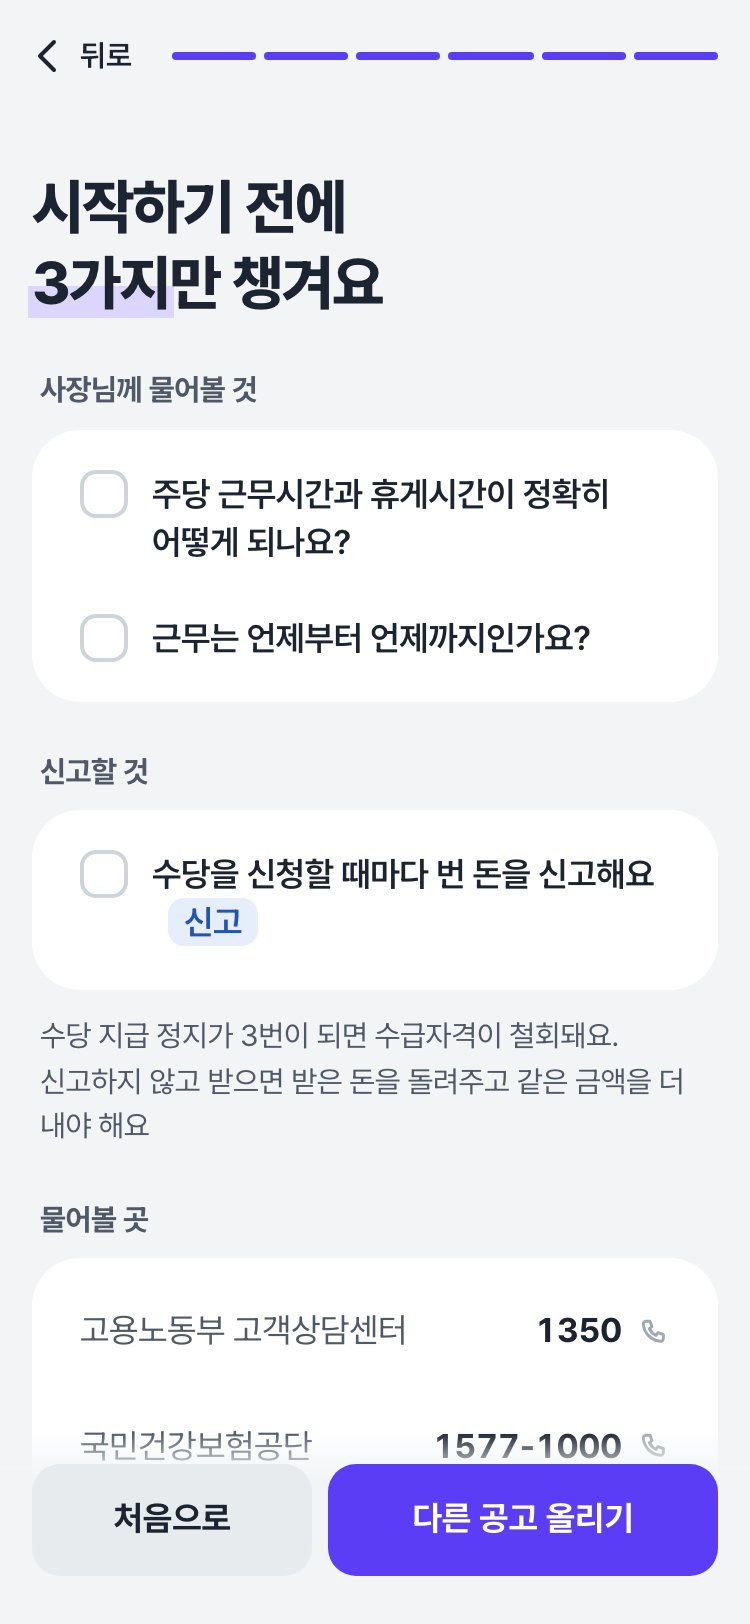 뒤로
시작하기 전에
3가지만 챙겨요
사장님께 물어볼 것
주당 근무시간과 휴게시간이 정확히
어떻게 되나요?
근무는 언제부터 언제까지인가요?
신고할 것
수당을 신청할 때마다 번 돈을 신고해요
신고
수당 지급 정지가 3번이 되면 수급자격이 철회돼요.
신고하지 않고 받으면 받은 돈을 돌려주고 같은 금액을 더
내야 해요
물어볼 곳
고용노동부 고객상담센터 1350
국민건강보험공단 1577-1000
처음으로 다른 공고 올리기